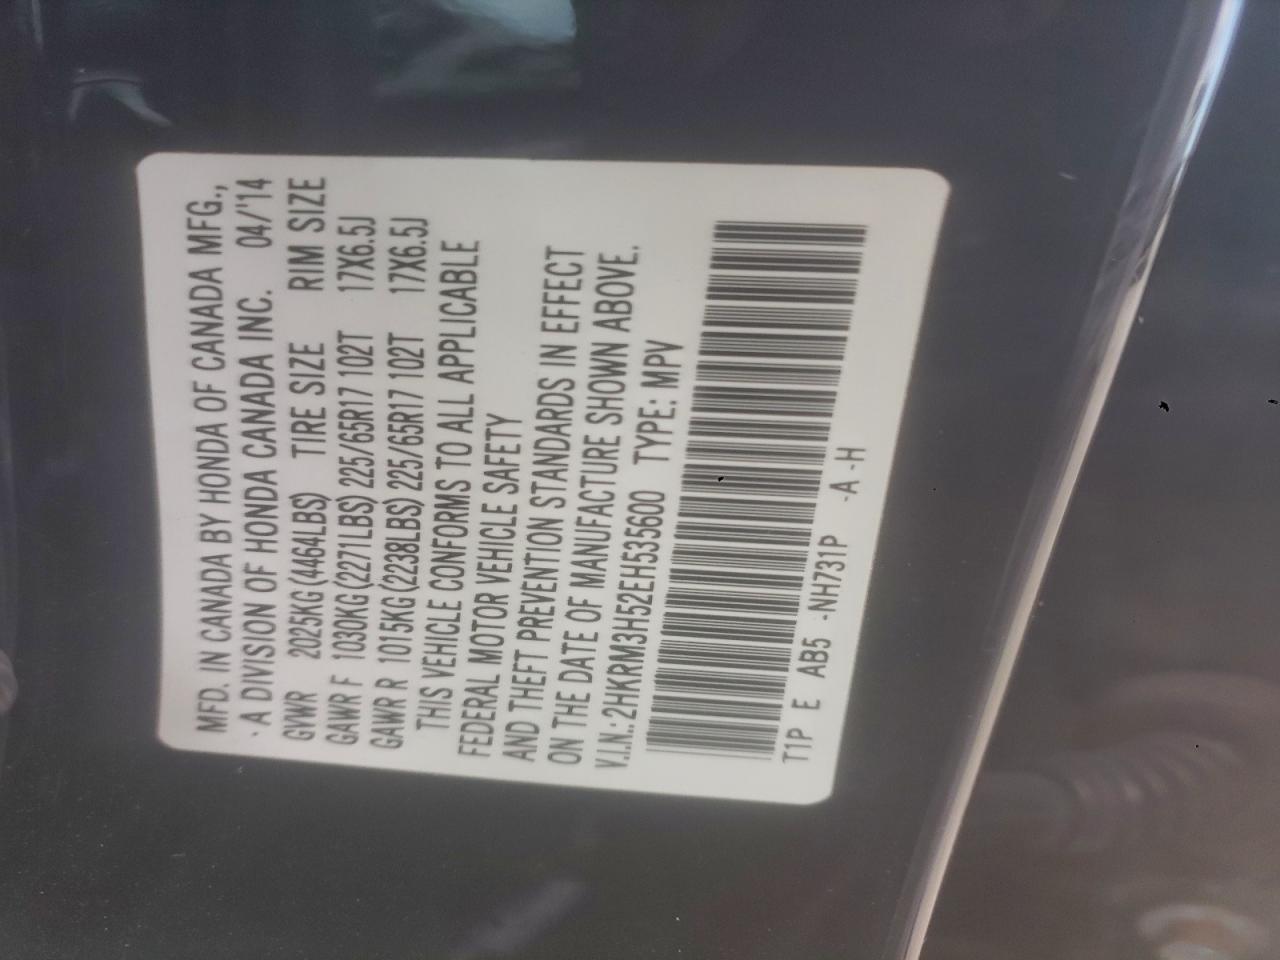 MFD. IN CANADA BY HONDA OF CANADA MFG.,
- A DIVISION OF HONDA CANADA INC. 04/'14
GVWR 2025KG(4464LBS) TIRE SIZE RIM SIZE
GAWR F 1030KG(2271LBS) 225/65R17 102T 17X6.5J
GAWR R 1015KG(2238LBS) 225/65R17 102T 17X6.5J
THIS VEHICLE CONFORMS TO ALL APPLICABLE
FEDERAL MOTOR VEHICLE SAFETY
AND THEFT PREVENTION STANDARDS IN EFFECT
ON THE DATE OF MANUFACTURE SHOWN ABOVE.
V.I.N.: 2HKRM3H52EH535600 TYPE: MPV
T1P E AB5 -NH731P -A-H